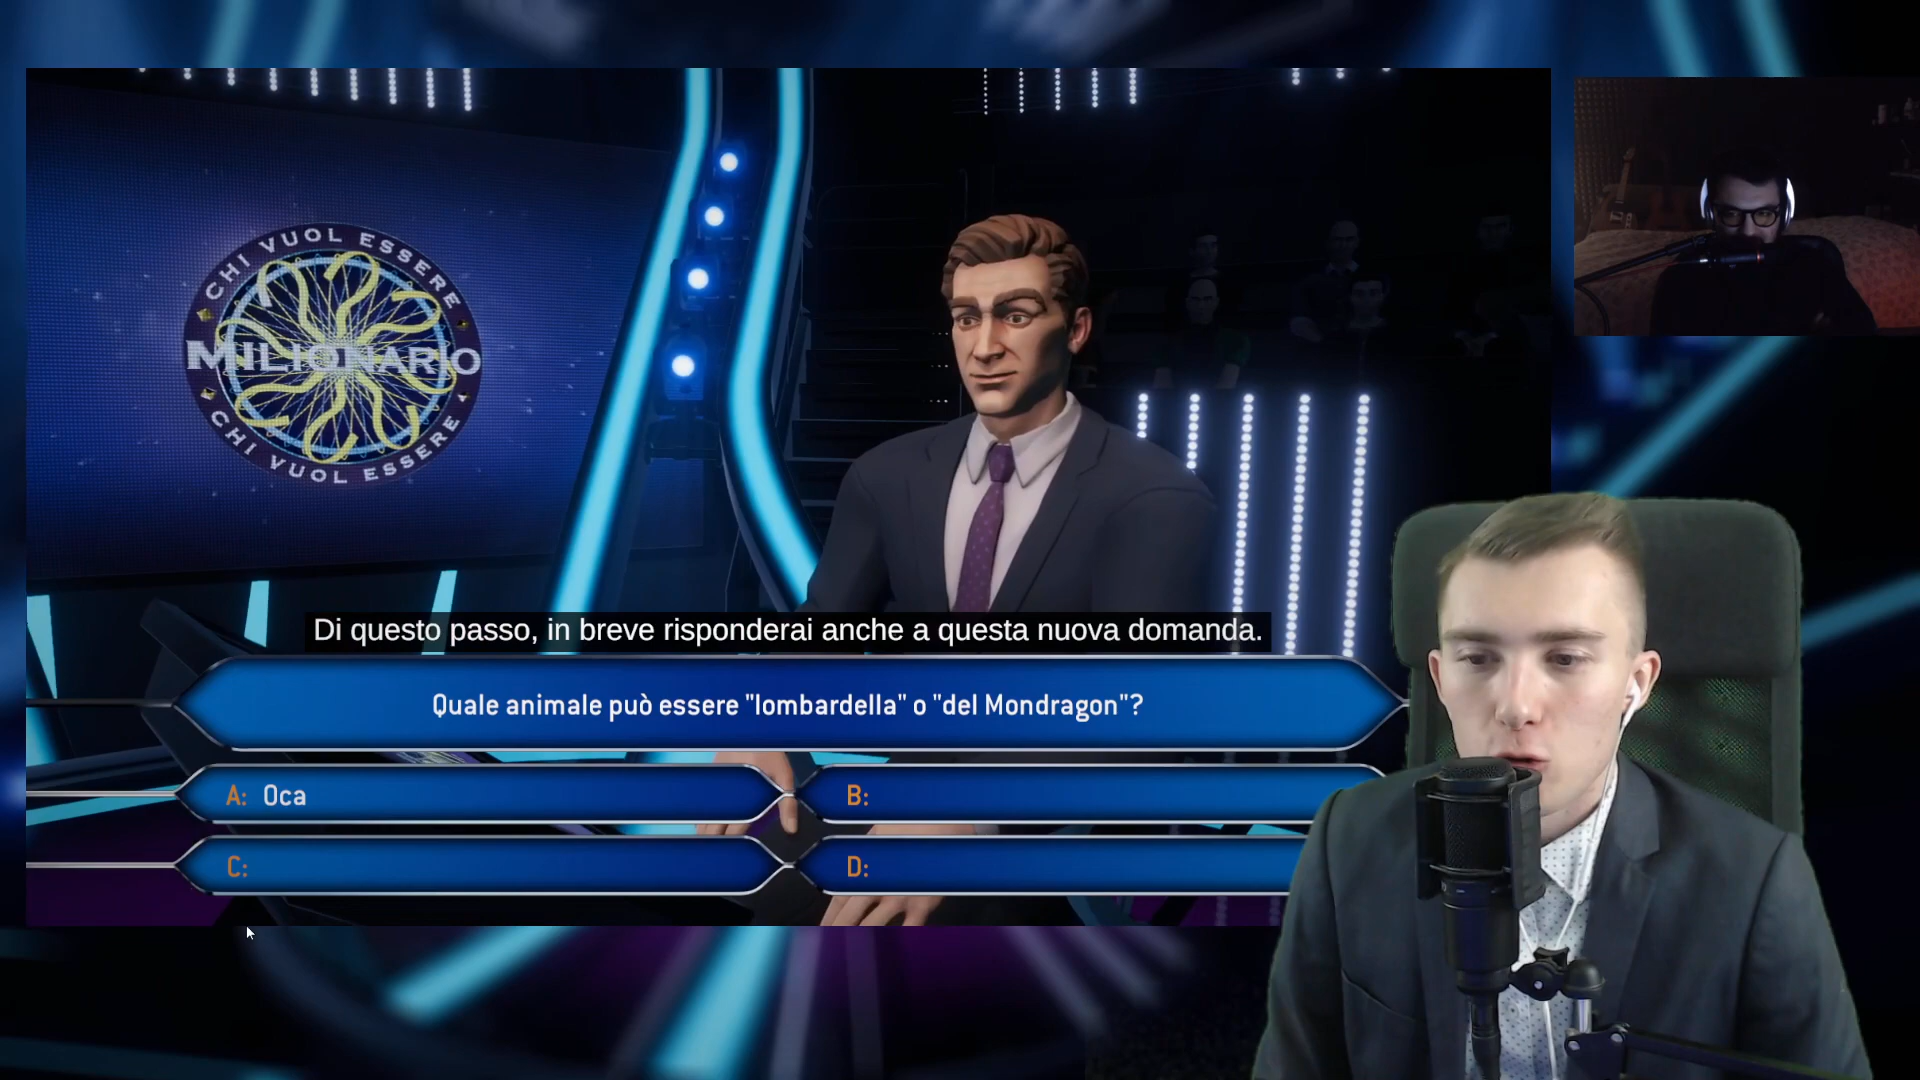 CHI VUOL ESSERE
MILIONARIO
CHI VUOL ESSERE
Di questo passo, in breve risponderai anche a questa nuova domanda.
Quale animale può essere "lombardella" o "del Mondragon"?
A: Oca
B:
C:
D: